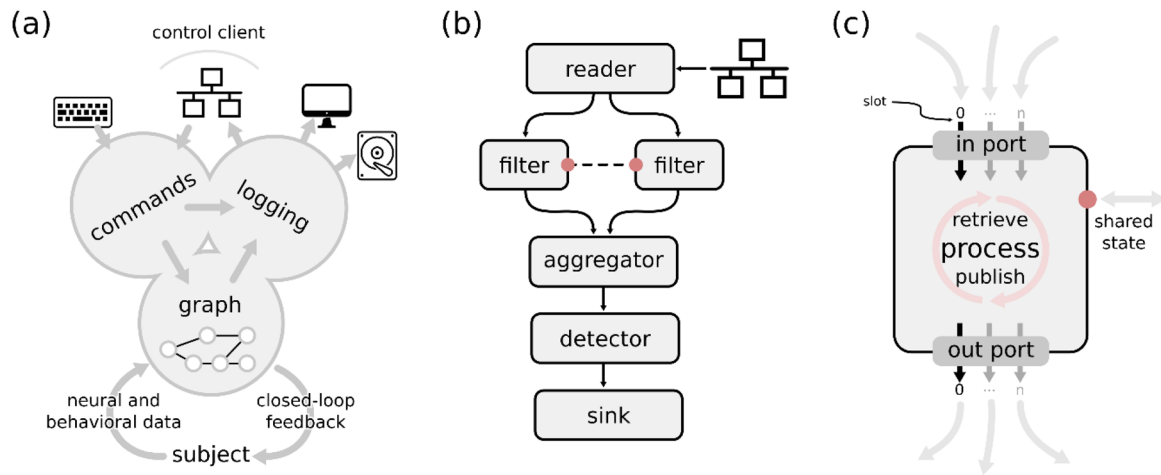 (a)
control client
commands
logging
graph
neural and
behavioral data
closed-loop
feedback
subject
(b)
reader
filter
filter
aggregator
detector
sink
(c)
slot
0 ... n
in port
retrieve
process
publish
shared
state
out port
0 ... n